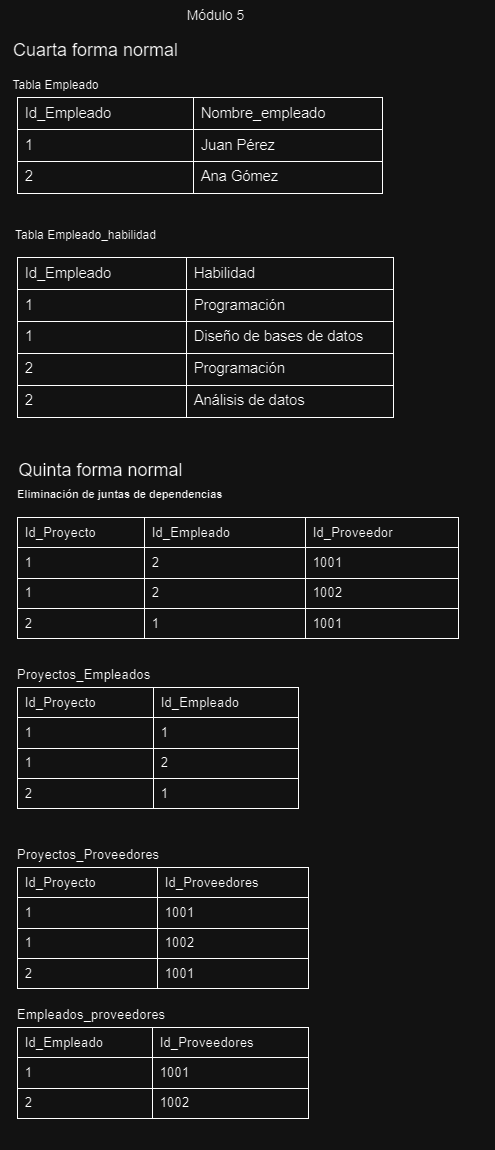 Módulo 5
Cuarta forma normal
Tabla Empleado
Id_Empleado Nombre_empleado
1 Juan Pérez
2 Ana Gómez
Tabla Empleado_habilidad
Id_Empleado Habilidad
1 Programación
1 Diseño de bases de datos
2 Programación
2 Análisis de datos
Quinta forma normal
Eliminación de juntas de dependencias
Id_Proyecto Id_Empleado Id_Proveedor
1 2 1001
1 2 1002
2 1 1001
Proyectos_Empleados
Id_Proyecto Id_Empleado
1 1
1 2
2 1
Proyectos_Proveedores
Id_Proyecto Id_Proveedores
1 1001
1 1002
2 1001
Empleados_proveedores
Id_Empleado Id_Proveedores
1 1001
2 1002